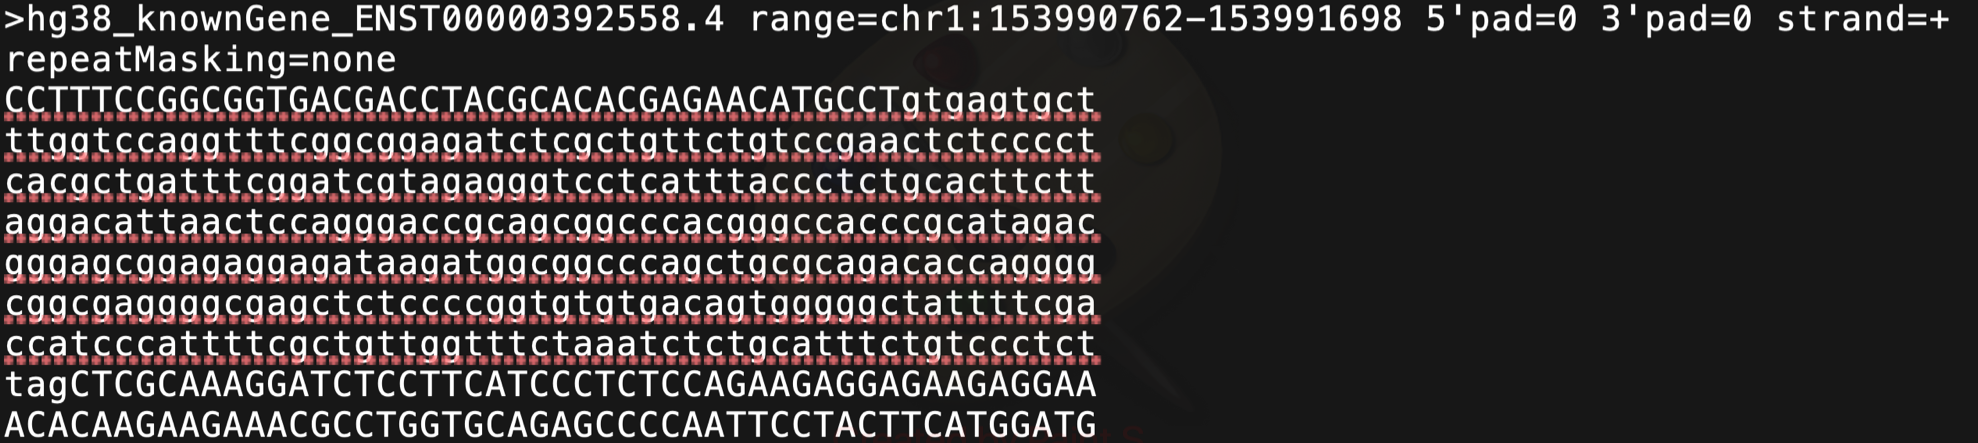 >hg38_knownGene_ENST00000392558.4 range=chr1:153990762-153991698 5'pad=0 3'pad=0 strand=+
repeatMasking=none
CCTTTCCGGCGGTGACGACCTACGCACACGAGAACATGCCTgtgagtgct
ttggtccaggtttcggcggagatctcgctgttctgtccgaactctcccct
cacgctgatttcggatcgtagagggtcctcatttaccctctgcacttctt
aggacattaactccagggaccgcagcggcccacgggccacccgcatagac
gggagcggagaggagataagatggcggcccagctgcgcagacaccagggg
cggcgaggggcgagctctccccggtgtgtgacagtgggggctattttcga
ccatcccattttcgctgttggtttctaaatctctgcatttctgtccctct
tagCTCGCAAAGGATCTCCTTCATCCCTCTCCAGAAGAGGAGAAGAGGAA
ACACAAGAAGAAACGCCTGGTGCAGAGCCCCAATTCCTACTTCATGGATG